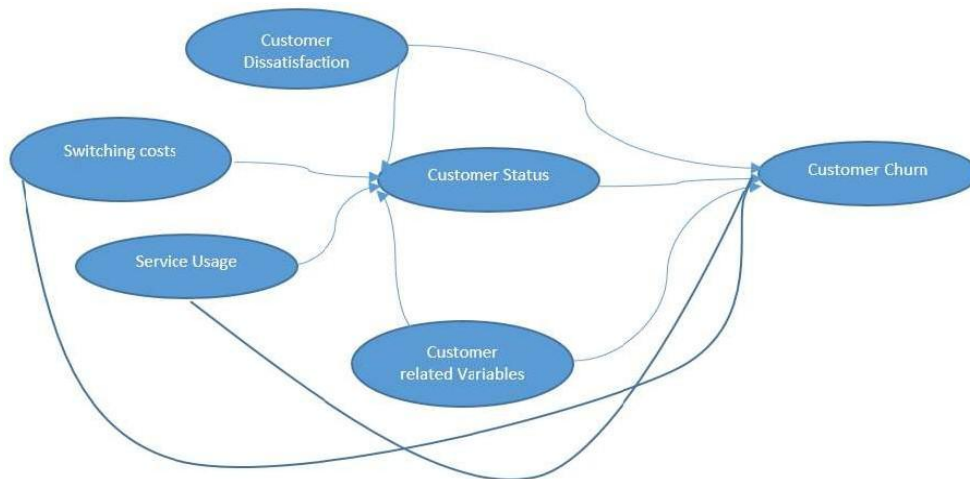 Customer
Dissatisfaction
Switching costs
Customer Status
Customer Churn
Service Usage
Customer
related Variables